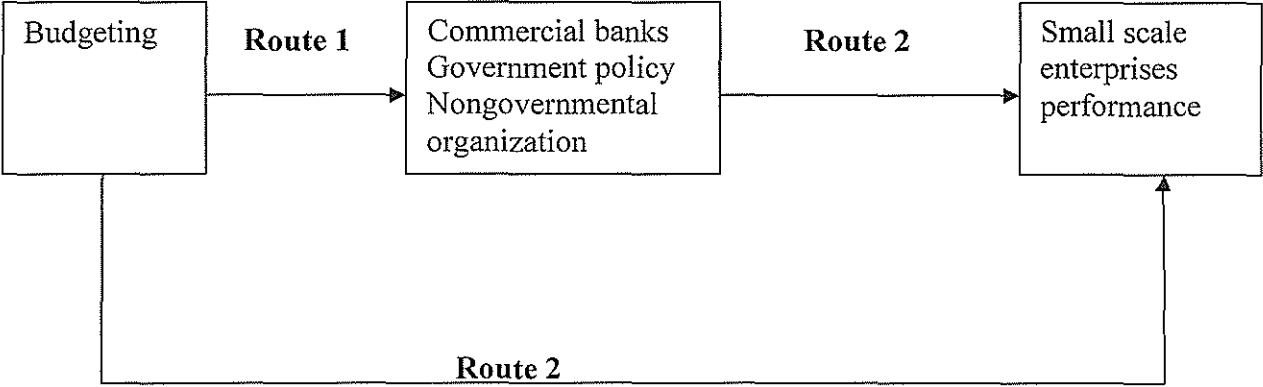 Budgeting
Route 1
Commercial banks
Government policy
Nongovernmental
organization
Route 2
Small scale
enterprises
performance
Route 2